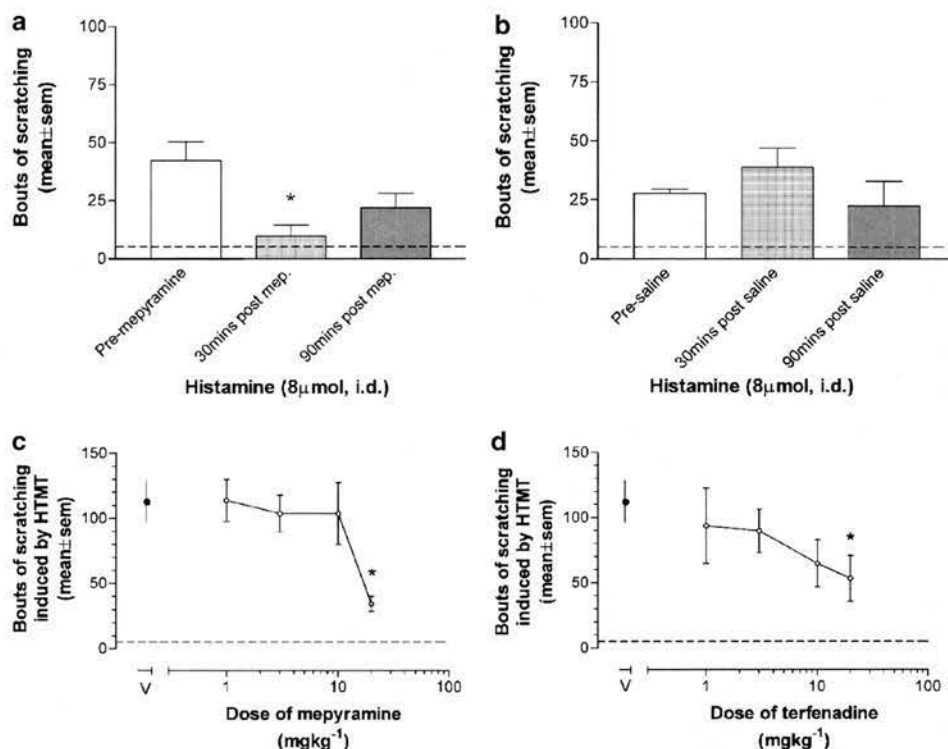 a
Bouts of scratching
(mean±sem)
100
75
50
25
0
*
Pre-mepyramine
30mins post mep.
90mins post mep.
Histamine (8μmol, i.d.)
b
Bouts of scratching
(mean±sem)
100
75
50
25
0
Pre-saline
30mins post saline
90mins post saline
Histamine (8μmol, i.d.)
c
Bouts of scratching
induced by HTMT
(mean±sem)
150
100
50
0
*
V
1
10
100
Dose of mepyramine
(mgkg⁻¹)
d
Bouts of scratching
induced by HTMT
(mean±sem)
150
100
50
0
*
V
1
10
100
Dose of terfenadine
(mgkg⁻¹)